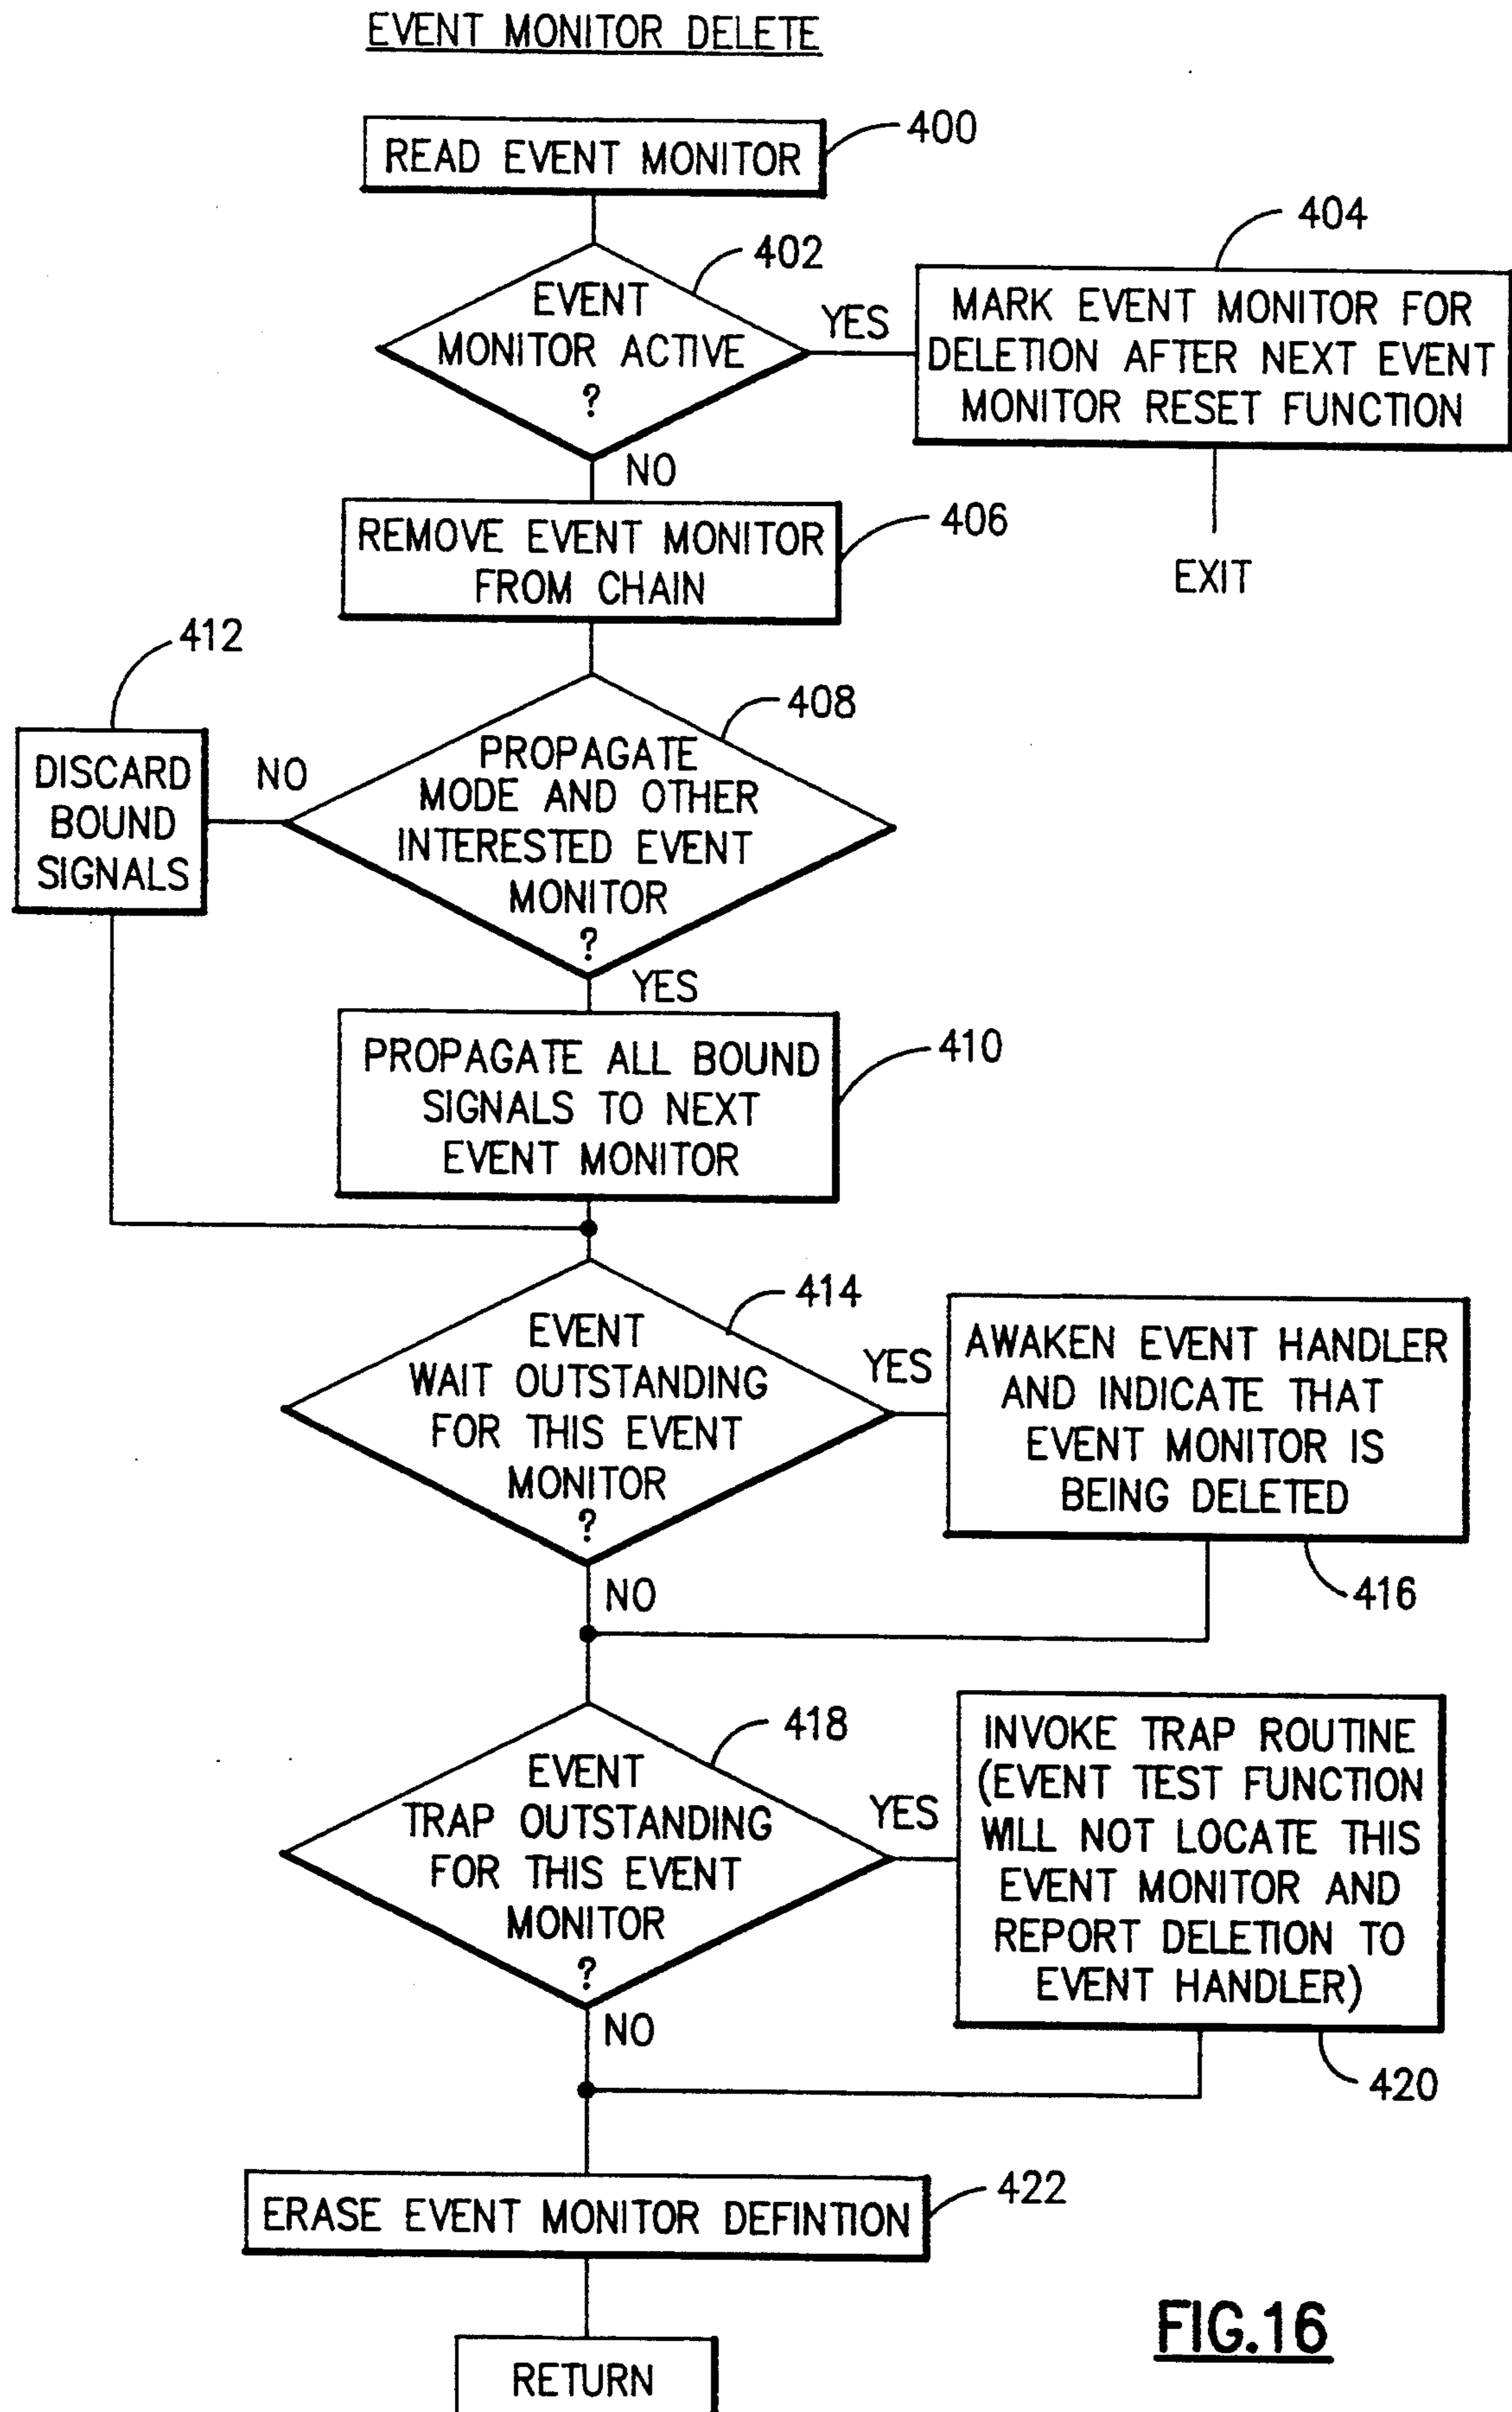 EVENT MONITOR DELETE
READ EVENT MONITOR
400
402
EVENT
MONITOR ACTIVE
?
YES
404
MARK EVENT MONITOR FOR
DELETION AFTER NEXT EVENT
MONITOR RESET FUNCTION
EXIT
NO
REMOVE EVENT MONITOR
FROM CHAIN
406
408
PROPAGATE
MODE AND OTHER
INTERESTED EVENT
MONITOR
?
NO
412
DISCARD
BOUND
SIGNALS
YES
PROPAGATE ALL BOUND
SIGNALS TO NEXT
EVENT MONITOR
410
414
EVENT
WAIT OUTSTANDING
FOR THIS EVENT
MONITOR
?
YES
AWAKEN EVENT HANDLER
AND INDICATE THAT
EVENT MONITOR IS
BEING DELETED
416
NO
418
EVENT
TRAP OUTSTANDING
FOR THIS EVENT
MONITOR
?
YES
INVOKE TRAP ROUTINE
(EVENT TEST FUNCTION
WILL NOT LOCATE THIS
EVENT MONITOR AND
REPORT DELETION TO
EVENT HANDLER)
420
NO
ERASE EVENT MONITOR DEFINTION
422
RETURN
FIG.16